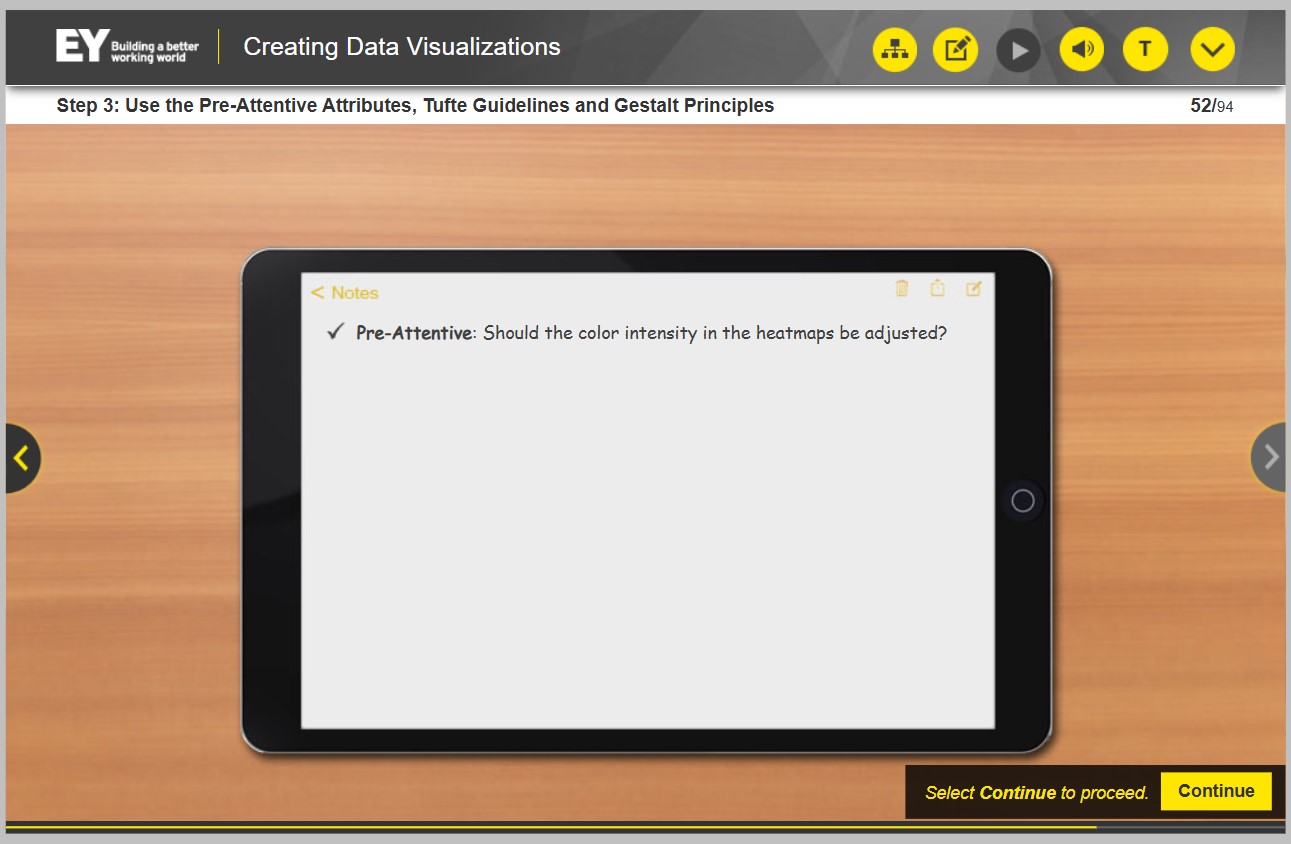 EY Building a better
working world
Creating Data Visualizations
T
Step 3: Use the Pre-Attentive Attributes, Tufte Guidelines and Gestalt Principles
52/94
< Notes
✓ Pre-Attentive: Should the color intensity in the heatmaps be adjusted?
Select Continue to proceed.
Continue